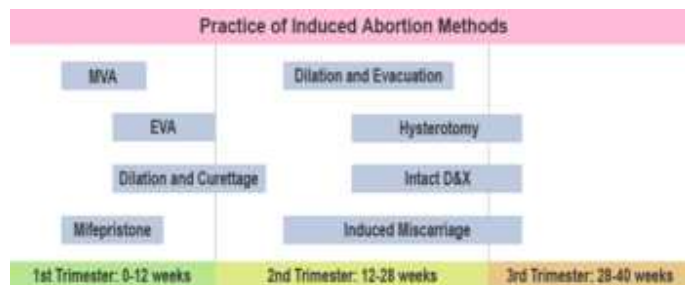 Practice of Induced Abortion Methods
MVA
Dilation and Evacuation
EVA
Hysterotomy
Dilation and Curettage
Intact D&X
Mifepristone
Induced Miscarriage
1st Trimester: 0-12 weeks
2nd Trimester: 12-28 weeks
3rd Trimester: 28-40 weeks